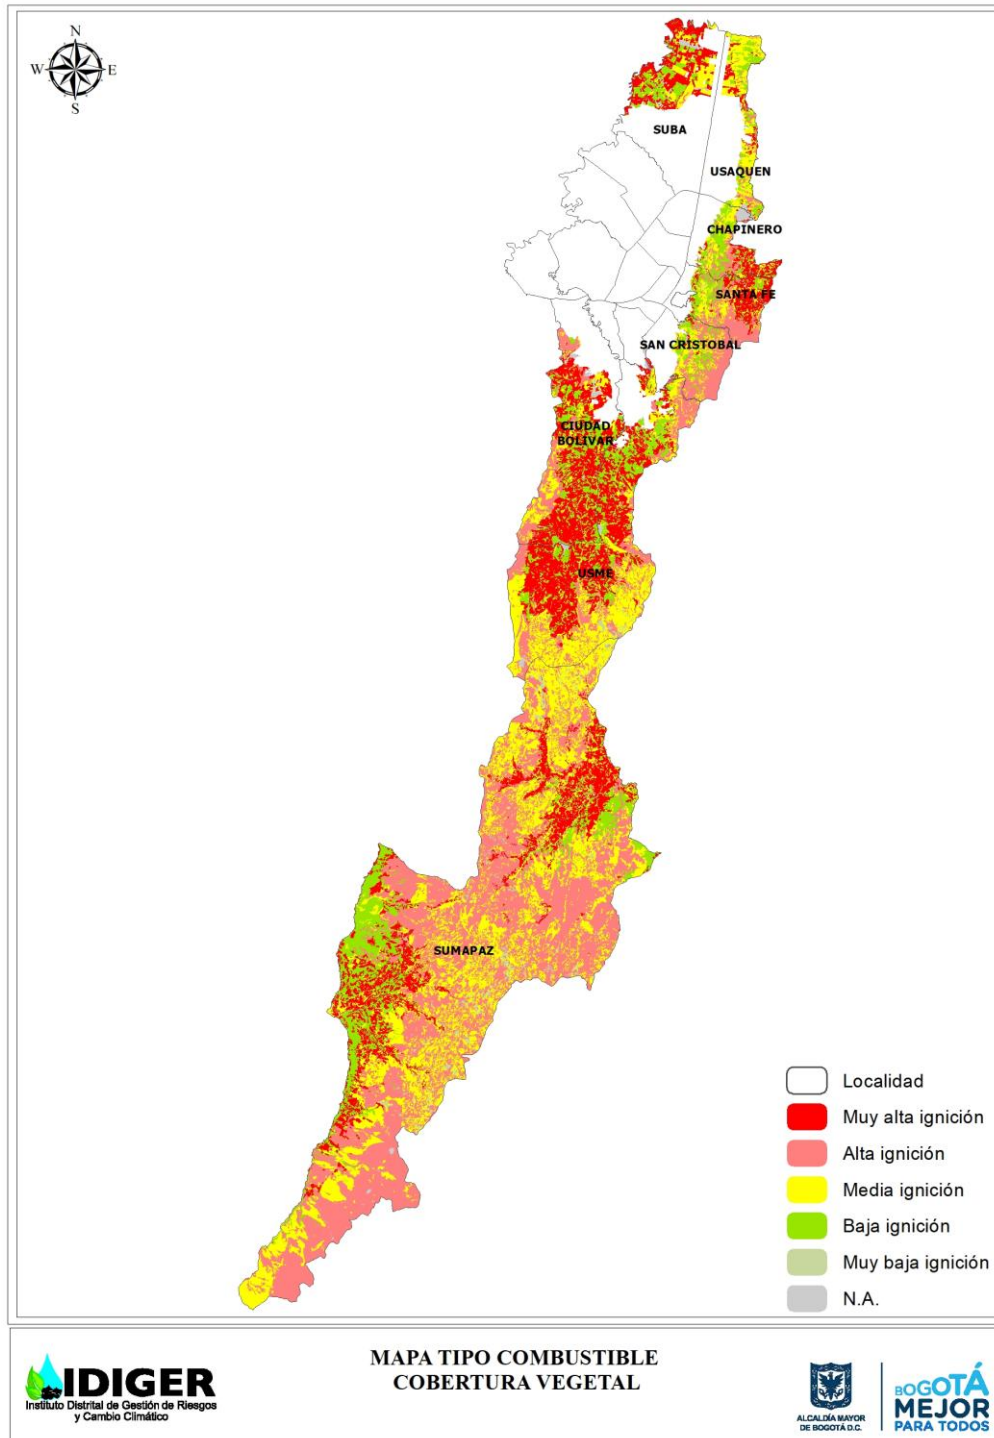 N
W E
S
SUBA
USAQUEN
CHAPINERO
SANTA FE
SAN CRISTOBAL
CIUDAD
BOLIVAR
USME
SUMAPAZ
Localidad
Muy alta ignición
Alta ignición
Media ignición
Baja ignición
Muy baja ignición
N.A.
IDIGER
Instituto Distrital de Gestión de Riesgos
y Cambio Climático
MAPA TIPO COMBUSTIBLE
COBERTURA VEGETAL
ALCALDÍA MAYOR
DE BOGOTÁ D.C.
BOGOTÁ
MEJOR
PARA TODOS